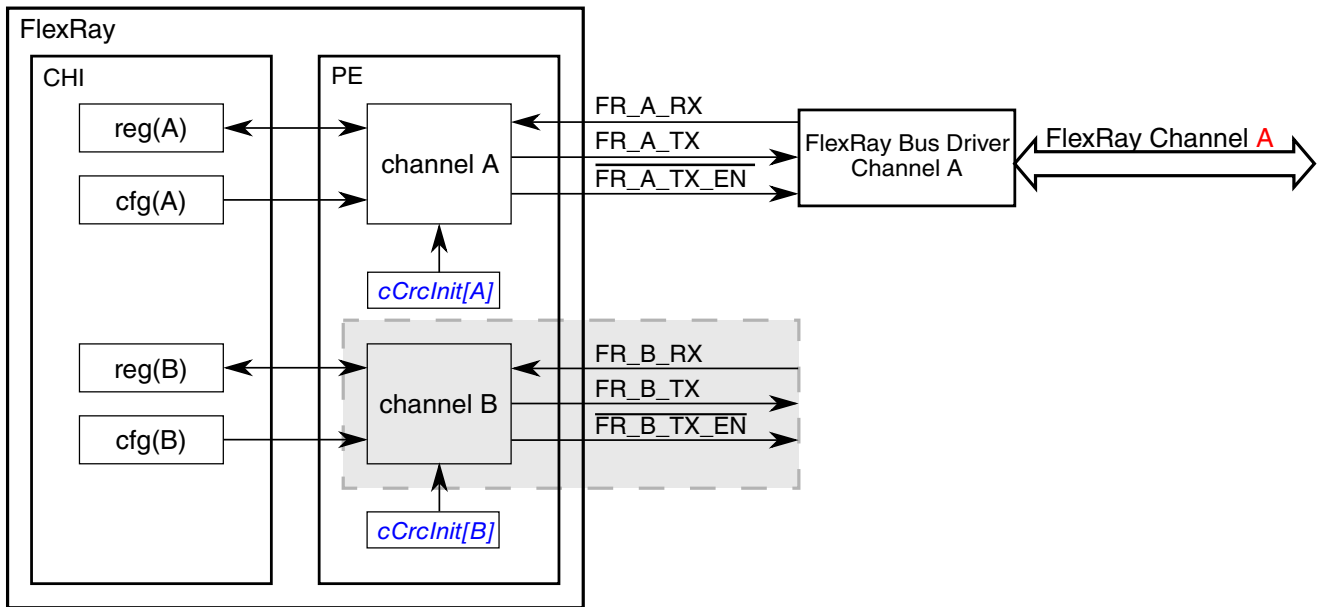 FlexRay
CHI
PE
reg(A)
cfg(A)
channel A
cCrcInit[A]
FR_A_RX
FR_A_TX
FR_A_TX_EN
FlexRay Bus Driver
Channel A
FlexRay Channel A
reg(B)
cfg(B)
channel B
cCrcInit[B]
FR_B_RX
FR_B_TX
FR_B_TX_EN